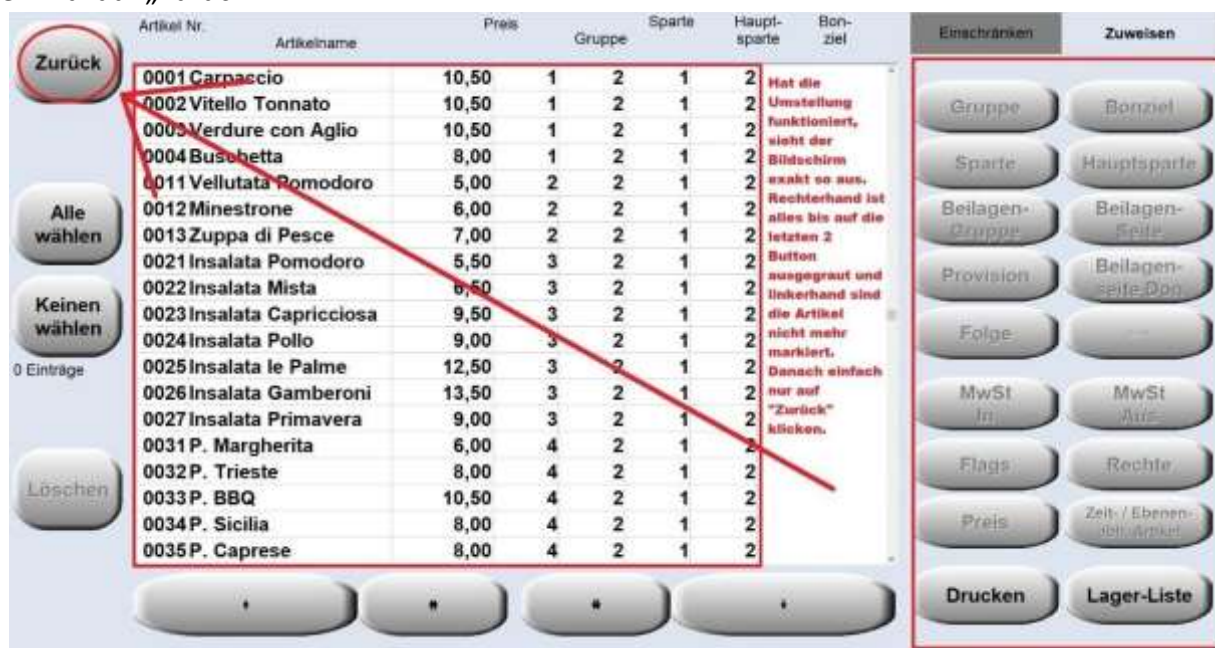 Zurück
Artikel Nr.
Artikelname
Preis
Gruppe
Sparte
Haupt-
sparte
Bon-
ziel
Einschränken
Zuweisen
0001 Carpaccio 10,50 1 2 1 2
0002 Vitello Tonnato 10,50 1 2 1 2
0003 Verdure con Aglio 10,50 1 2 1 2
0004 Buschetta 8,00 1 2 1 2
0011 Vellutata Pomodoro 5,00 2 2 1 2
0012 Minestrone 6,00 2 2 1 2
0013 Zuppa di Pesce 7,00 2 2 1 2
0021 Insalata Pomodoro 5,50 3 2 1 2
0022 Insalata Mista 6,50 3 2 1 2
0023 Insalata Capricciosa 9,50 3 2 1 2
0024 Insalata Pollo 9,00 3 2 1 2
0025 Insalata le Palme 12,50 3 2 1 2
0026 Insalata Gamberoni 13,50 3 2 1 2
0027 Insalata Primavera 9,00 3 2 1 2
0031 P. Margherita 6,00 4 2 1 2
0032 P. Trieste 8,00 4 2 1 2
0033 P. BBQ 10,50 4 2 1 2
0034 P. Sicilia 8,00 4 2 1 2
0035 P. Caprese 8,00 4 2 1 2
Hat die
Umstellung
funktioniert,
sieht der
Bildschirm
exakt so aus.
Rechterhand ist
alles bis auf die
letzten 2
Button
ausgegraut und
linkerhand sind
die Artikel
nicht mehr
markiert.
Danach einfach
nur auf
"Zurück"
klicken.
Alle
wählen
Keinen
wählen
0 Einträge
Löschen
Gruppe
Bonziel
Sparte
Hauptsparte
Beilagen-
Gruppe
Beilagen-
Seite
Provision
Beilagen-
seite Don
Folge
MwSt
In
MwSt
Aus
Flags
Rechte
Preis
Zeit- / Ebenen-
Drucken
Lager-Liste